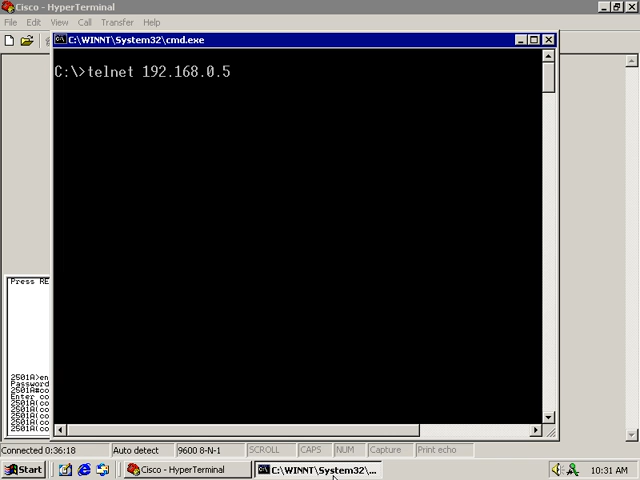 Cisco - HyperTerminal
File Edit View Call Transfer Help
C:\WINNT\System32\cmd.exe
C:\>telnet 192.168.0.5
Press RE
2501A>en
Password
2501A#co
Enter co
2501A(co
2501A(co
2501A(co
2501A(co
2501A(co
Connected 0:36:18 Auto detect 9600 8-N-1 SCROLL CAPS NUM Capture Print echo
Start Cisco - HyperTerminal C:\WINNT\System32\... 10:31 AM